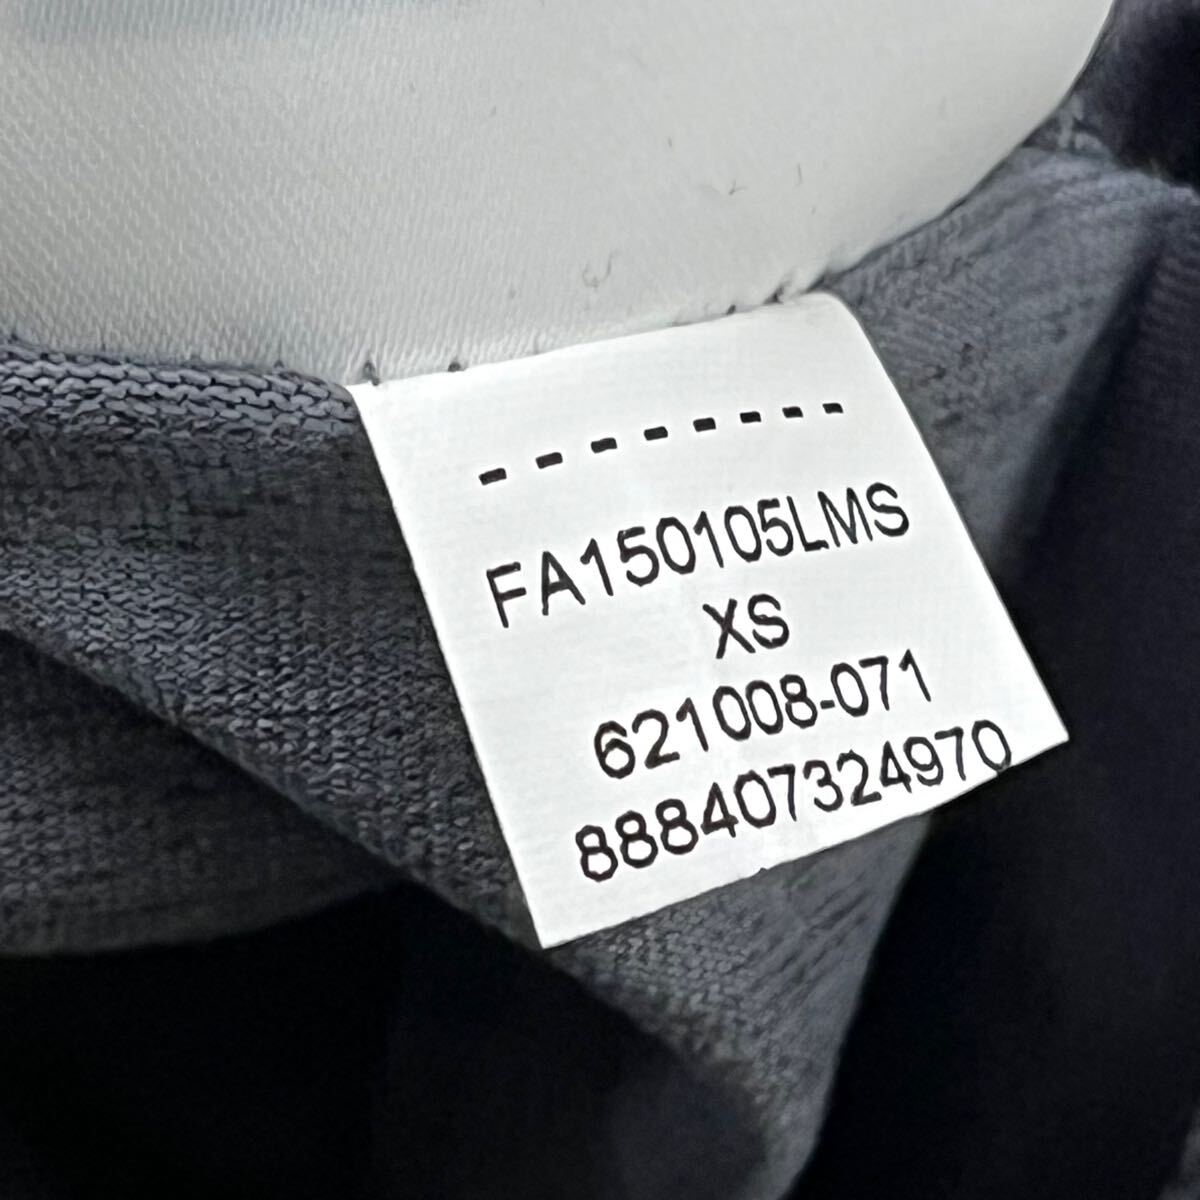 --------
FA150105LMS
XS
621008-071
888407324970